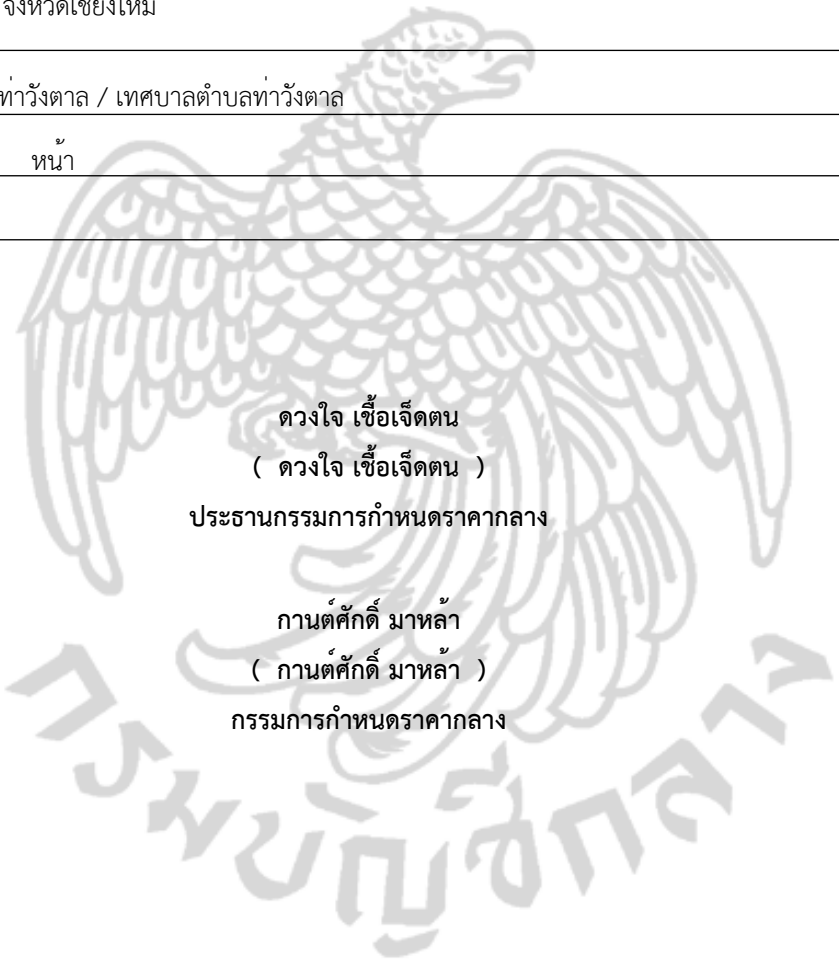 จังหวัดเชียงใหม่
ท่าวังตาล / เทศบาลตำบลท่าวังตาล
หน้า
ดวงใจ เชื้อเจ็ดตน
( ดวงใจ เชื้อเจ็ดตน )
ประธานกรรมการกำหนดราคากลาง
กานต์ศักดิ์ มาหล้า
( กานต์ศักดิ์ มาหล้า )
กรรมการกำหนดราคากลาง
กรมบัญชีกลาง